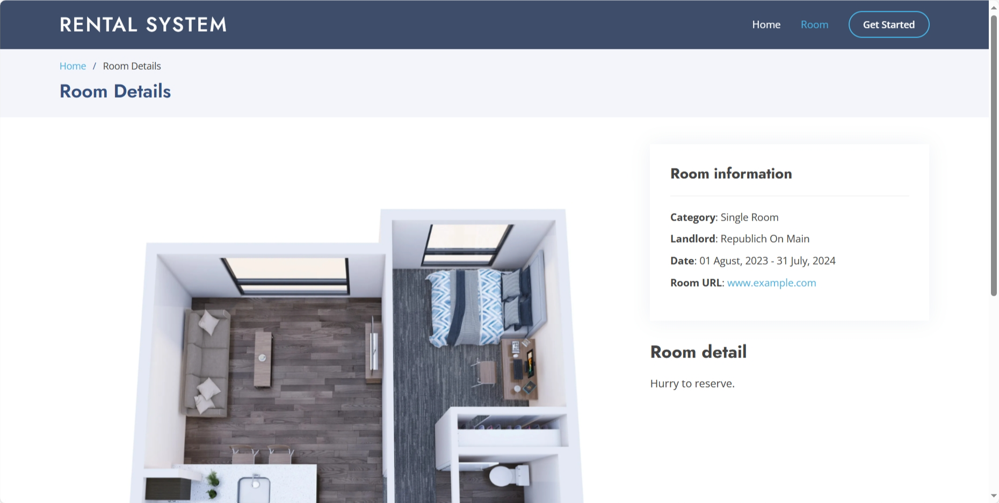 RENTAL SYSTEM
Home Room Get Started
Home / Room Details
Room Details
Room information
Category: Single Room
Landlord: Republich On Main
Date: 01 Agust, 2023 - 31 July, 2024
Room URL: www.example.com
Room detail
Hurry to reserve.